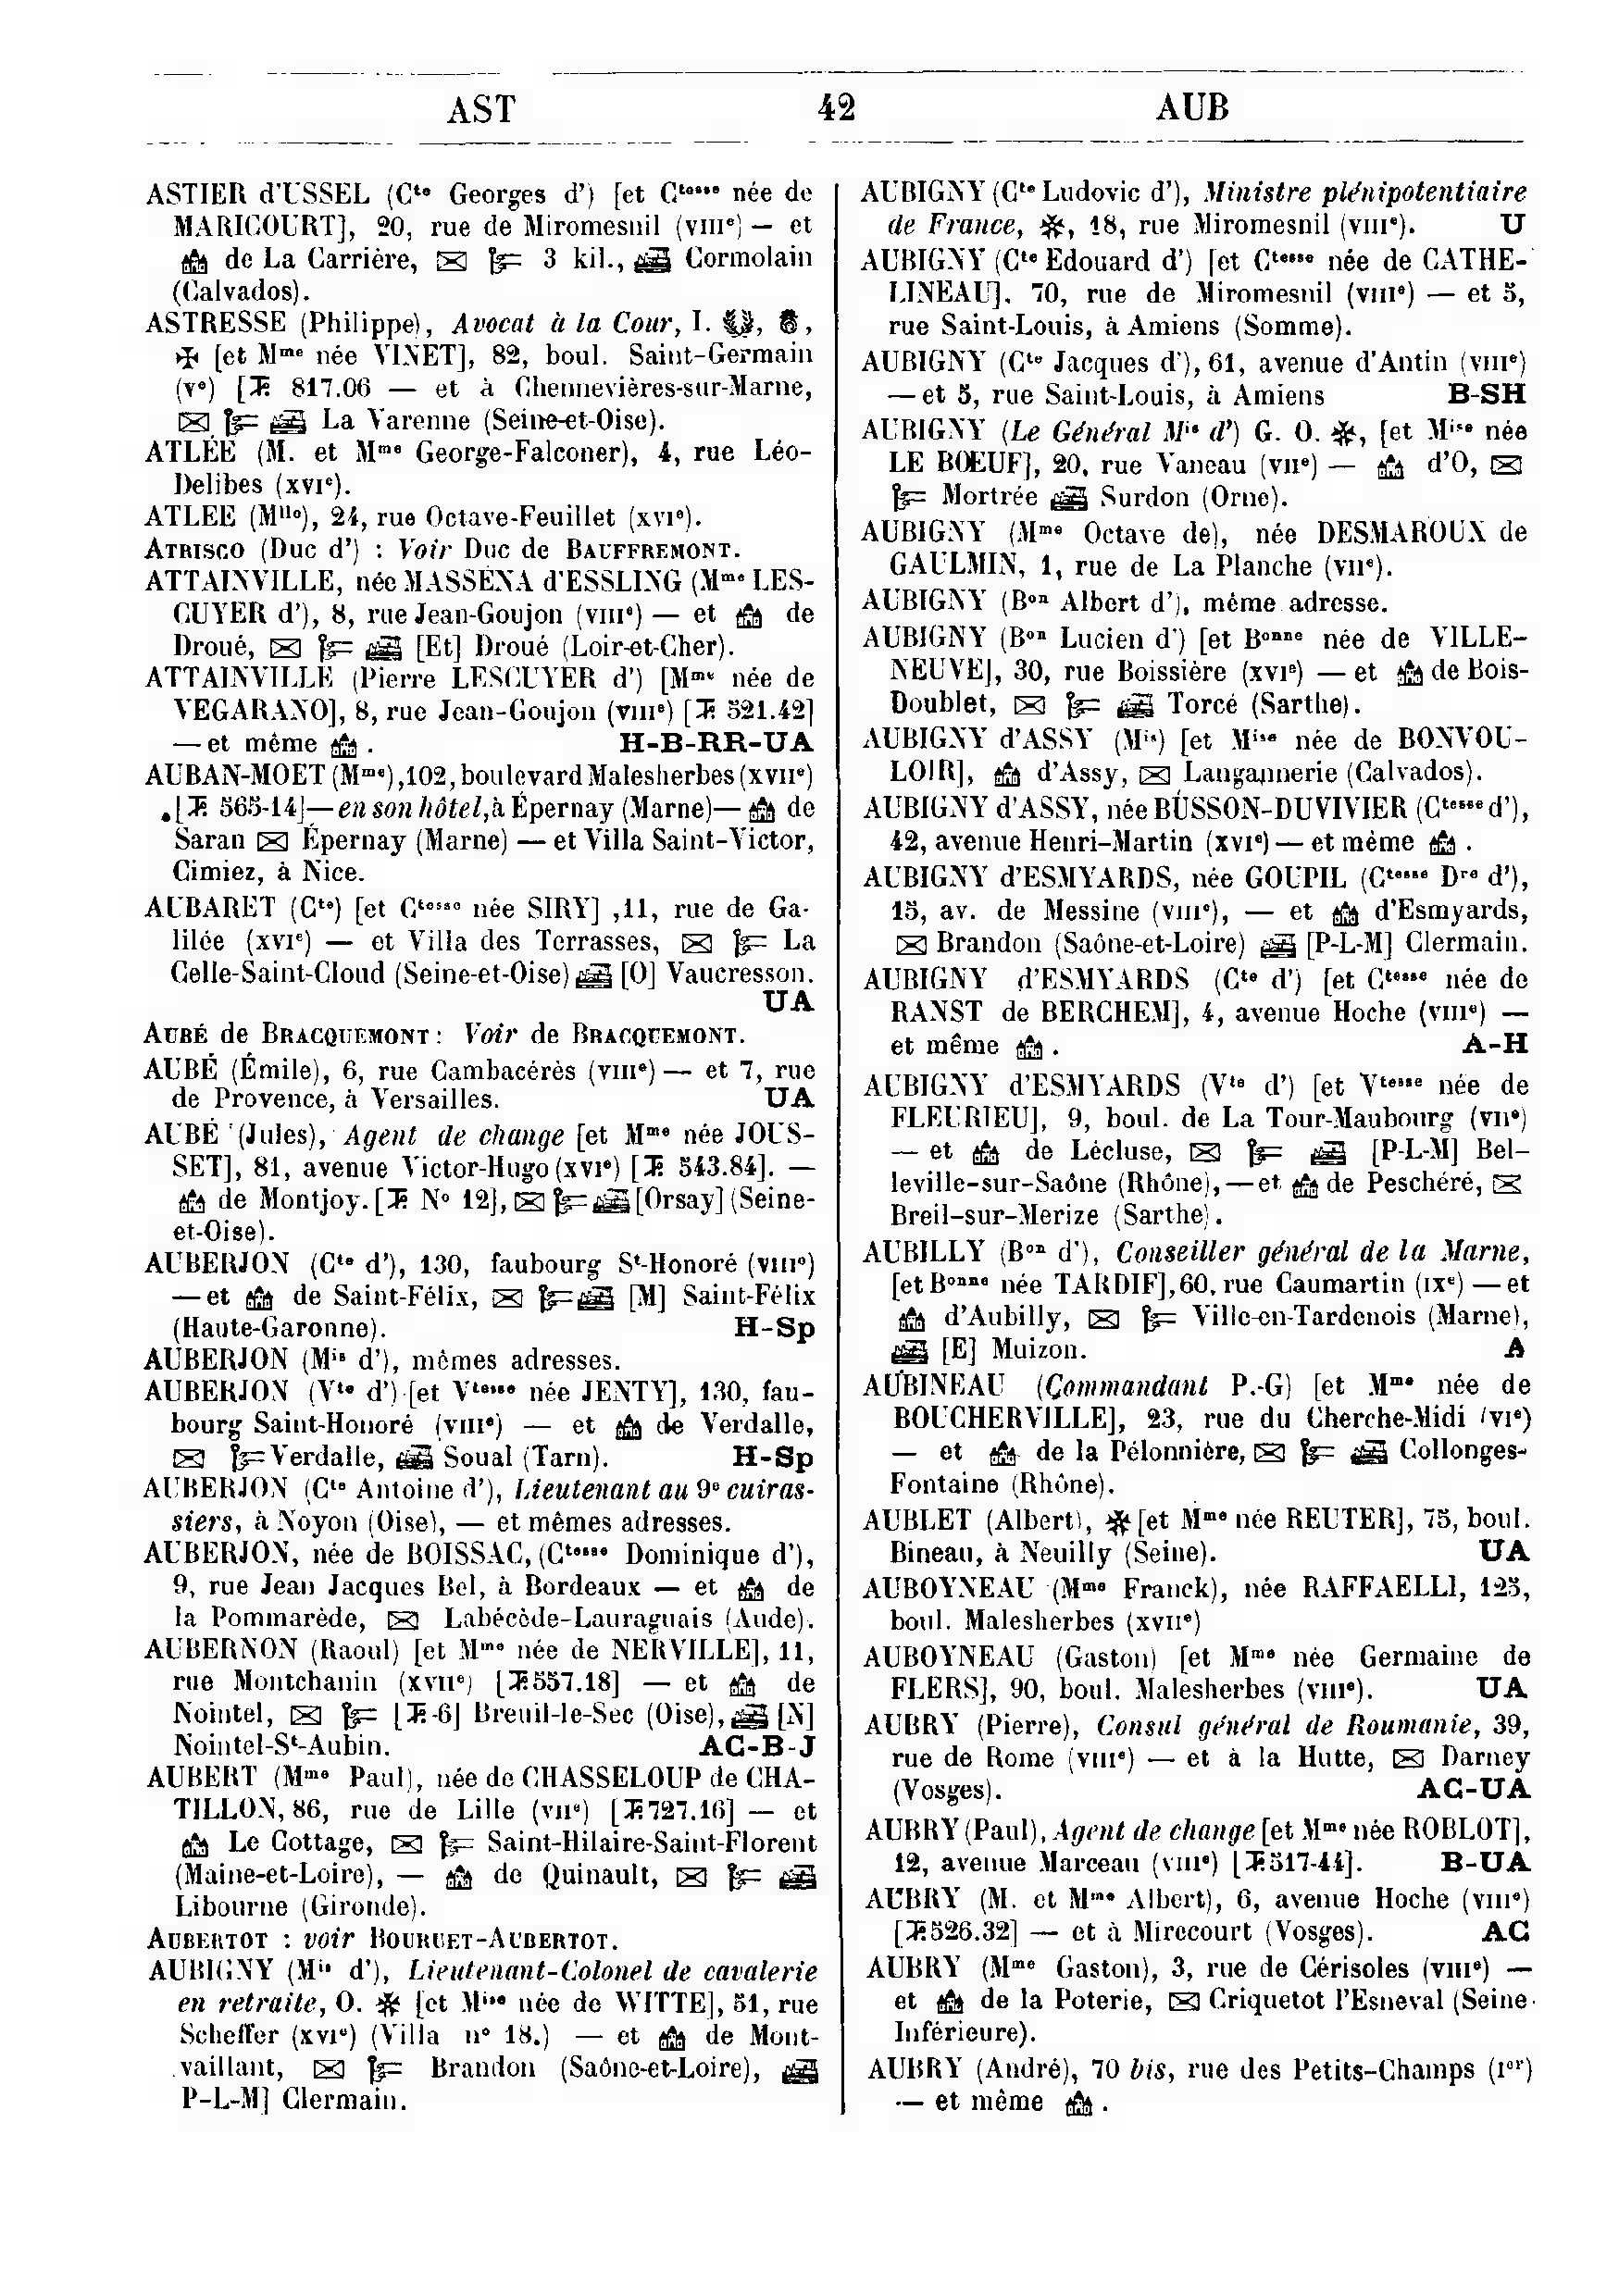 AST 42 AUB
ASTIER d'USSEL (Cte Georges d') [et Ctesse née de
MARICOURT], 20, rue de Miromesnil (VIIIe) — et
de La Carrière, 3 kil., Cormolain
(Calvados).
ASTRESSE (Philippe), Avocat à la Cour, I.
✠ [et Mme née VINET], 82, boul. Saint-Germain
(Ve) [T. 817.06 — et à Chennevières-sur-Marne,
La Varenne (Seine-et-Oise).
ATLÉE (M. et Mme George-Falconer), 4, rue Léo-
Delibes (XVIe).
ATLEE (Mlle), 24, rue Octave-Feuillet (XVIe).
ATRISCO (Duc d') : Voir Duc de BAUFFREMONT.
ATTAINVILLE, née MASSÉNA d'ESSLING (Mme LES-
CUYER d'), 8, rue Jean-Goujon (VIIIe) — et de
Droué, [Et] Droué (Loir-et-Cher).
ATTAINVILLE (Pierre LESCUYER d') [Mme née de
VEGARANO], 8, rue Jean-Goujon (VIIIe) [T. 521.42]
— et même . H-B-RR-UA
AUBAN-MOET (Mme), 102, boulevard Malesherbes (XVIIe)
[T. 565-14] — en son hôtel, à Épernay (Marne) — de
Saran Épernay (Marne) — et Villa Saint-Victor,
Cimiez, à Nice.
AUBARET (Cte) [et Ctesse née SIRY] ,11, rue de Ga-
lilée (XVIe) — et Villa des Terrasses, La
Celle-Saint-Cloud (Seine-et-Oise) [O] Vaucresson.
UA
AUBÉ de BRACQUEMONT : Voir de BRACQUEMONT.
AUBÉ (Émile), 6, rue Cambacérès (VIIIe) — et 7, rue
de Provence, à Versailles. UA
AUBÉ (Jules), Agent de change [et Mme née JOUS-
SET], 81, avenue Victor-Hugo (XVIe) [T. 543.84]. —
de Montjoy. [T. No 12], [Orsay] (Seine-
et-Oise).
AUBERJON (Cte d'), 130, faubourg St-Honoré (VIIIe)
— et de Saint-Félix, [M] Saint-Félix
(Haute-Garonne). H-Sp
AUBERJON (Mis d'), mêmes adresses.
AUBERJON (Vte d') [et Vtesse née JENTY], 130, fau-
bourg Saint-Honoré (VIIIe) — et de Verdalle,
Verdalle, Soual (Tarn). H-Sp
AUBERJON (Cte Antoine d'), Lieutenant au 9e cuiras-
siers, à Noyon (Oise), — et mêmes adresses.
AUBERJON, née de BOISSAC, (Ctesse Dominique d'),
9, rue Jean Jacques Bel, à Bordeaux — et de
la Pommarède, Labécède-Lauraguais (Aude).
AUBERNON (Raoul) [et Mme née de NERVILLE], 11,
rue Montchanin (XVIIe) [T.557.18] — et de
Nointel, [T.-6] Breuil-le-Sec (Oise), [N]
Nointel-St-Aubin. AC-B-J
AUBERT (Mme Paul), née de CHASSELOUP de CHA-
TILLON, 86, rue de Lille (VIIe) [T.727.16] — et
Le Cottage, Saint-Hilaire-Saint-Florent
(Maine-et-Loire), — de Quinault,
Libourne (Gironde).
AUBERTOT : voir BOURUET-AUBERTOT.
AUBIGNY (Mis d'), Lieutenant-Colonel de cavalerie
en retraite, O. ※ [et Mise née de WITTE], 51, rue
Scheffer (XVIe) (Villa no 18.) — et de Mont-
vaillant, Brandon (Saône-et-Loire),
P-L-M] Clermain.
AUBIGNY (Cte Ludovic d'), Ministre plénipotentiaire
de France, ※, 18, rue Miromesnil (VIIIe). U
AUBIGNY (Cte Edouard d') [et Ctesse née de CATHE-
LINEAU]. 70, rue de Miromesnil (VIIIe) — et 5,
rue Saint-Louis, à Amiens (Somme).
AUBIGNY (Cte Jacques d'), 61, avenue d'Antin (VIIIe)
— et 5, rue Saint-Louis, à Amiens B-SH
AUBIGNY (Le Général Mis d') G. O. ※, [et Mise née
LE BŒUF], 20, rue Vaneau (VIIe) — d'O,
Mortrée Surdon (Orne).
AUBIGNY (Mme Octave de), née DESMAROUX de
GAULMIN, 1, rue de La Planche (VIIe).
AUBIGNY (Bon Albert d'), même adresse.
AUBIGNY (Bon Lucien d') [et Bonne née de VILLE-
NEUVE], 30, rue Boissière (XVIe) — et de Bois-
Doublet, Torcé (Sarthe).
AUBIGNY d'ASSY (Mis) [et Mise née de BONVOU-
LOIR], d'Assy, Langannerie (Calvados).
AUBIGNY d'ASSY, née BUSSON-DUVIVIER (Ctesse d'),
42, avenue Henri-Martin (XVIe) — et même .
AUBIGNY d'ESMYARDS, née GOUPIL (Ctesse Dre d'),
15, av. de Messine (VIIIe), — et d'Esmyards,
Brandon (Saône-et-Loire) [P-L-M] Clermain.
AUBIGNY d'ESMYARDS (Cte d') [et Ctesse née de
RANST de BERCHEM], 4, avenue Hoche (VIIIe) —
et même . A-H
AUBIGNY d'ESMYARDS (Vte d') [et Vtesse née de
FLEURIEU], 9, boul. de La Tour-Maubourg (VIIe)
— et de Lécluse, [P-L-M] Bel-
leville-sur-Saône (Rhône), — et de Peschéré,
Breil-sur-Merize (Sarthe).
AUBILLY (Bon d'), Conseiller général de la Marne,
[et Bonne née TARDIF], 60, rue Caumartin (IXe) — et
d'Aubilly, Ville-en-Tardenois (Marne),
[E] Muizon. A
AUBINEAU (Commandant P.-G) [et Mme née de
BOUCHERVILLE], 23, rue du Cherche-Midi (VIe)
— et de la Pélonnière, Collonges-
Fontaine (Rhône).
AUBLET (Albert), ※ [et Mme née REUTER], 75, boul.
Bineau, à Neuilly (Seine). UA
AUBOYNEAU (Mme Franck), née RAFFAELLI, 125,
boul. Malesherbes (XVIIe)
AUBOYNEAU (Gaston) [et Mme née Germaine de
FLERS], 90, boul. Malesherbes (VIIIe). UA
AUBRY (Pierre), Consul général de Roumanie, 39,
rue de Rome (VIIIe) — et à la Hutte, Darney
(Vosges). AC-UA
AUBRY (Paul), Agent de change [et Mme née ROBLOT],
12, avenue Marceau (VIIIe) [T.517-44]. B-UA
AUBRY (M. et Mme Albert), 6, avenue Hoche (VIIIe)
[T.526.32] — et à Mirecourt (Vosges). AC
AUBRY (Mme Gaston), 3, rue de Cérisoles (VIIIe) —
et de la Poterie, Criquetot l'Esneval (Seine-
Inférieure).
AUBRY (André), 70 bis, rue des Petits-Champs (Ier)
— et même .